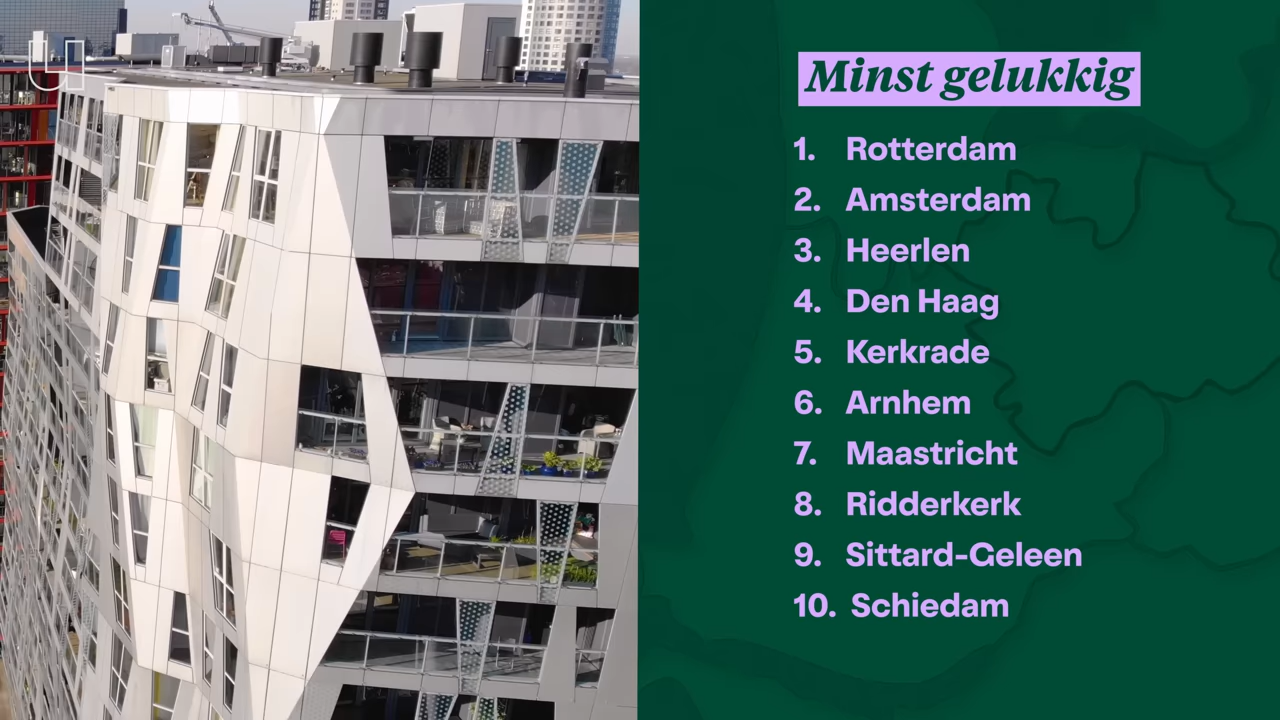 Minst gelukkig
1. Rotterdam
2. Amsterdam
3. Heerlen
4. Den Haag
5. Kerkrade
6. Arnhem
7. Maastricht
8. Ridderkerk
9. Sittard-Geleen
10. Schiedam